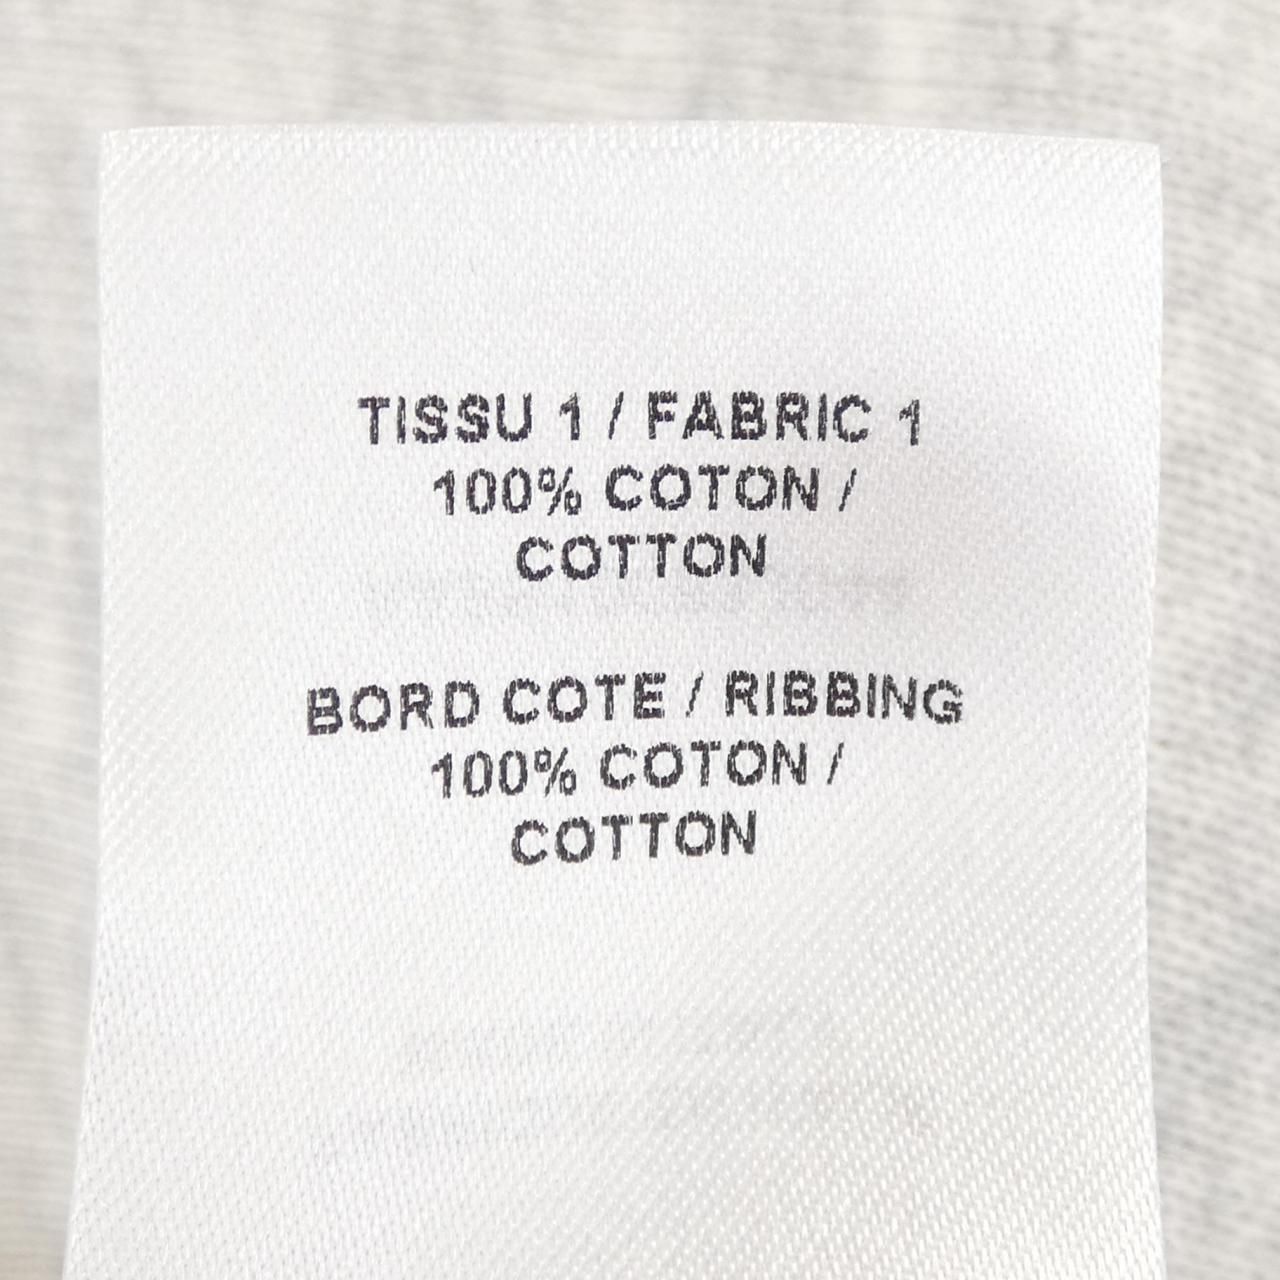 TISSU 1 / FABRIC 1
100% COTON /
COTTON
BORD COTE / RIBBING
100% COTON /
COTTON